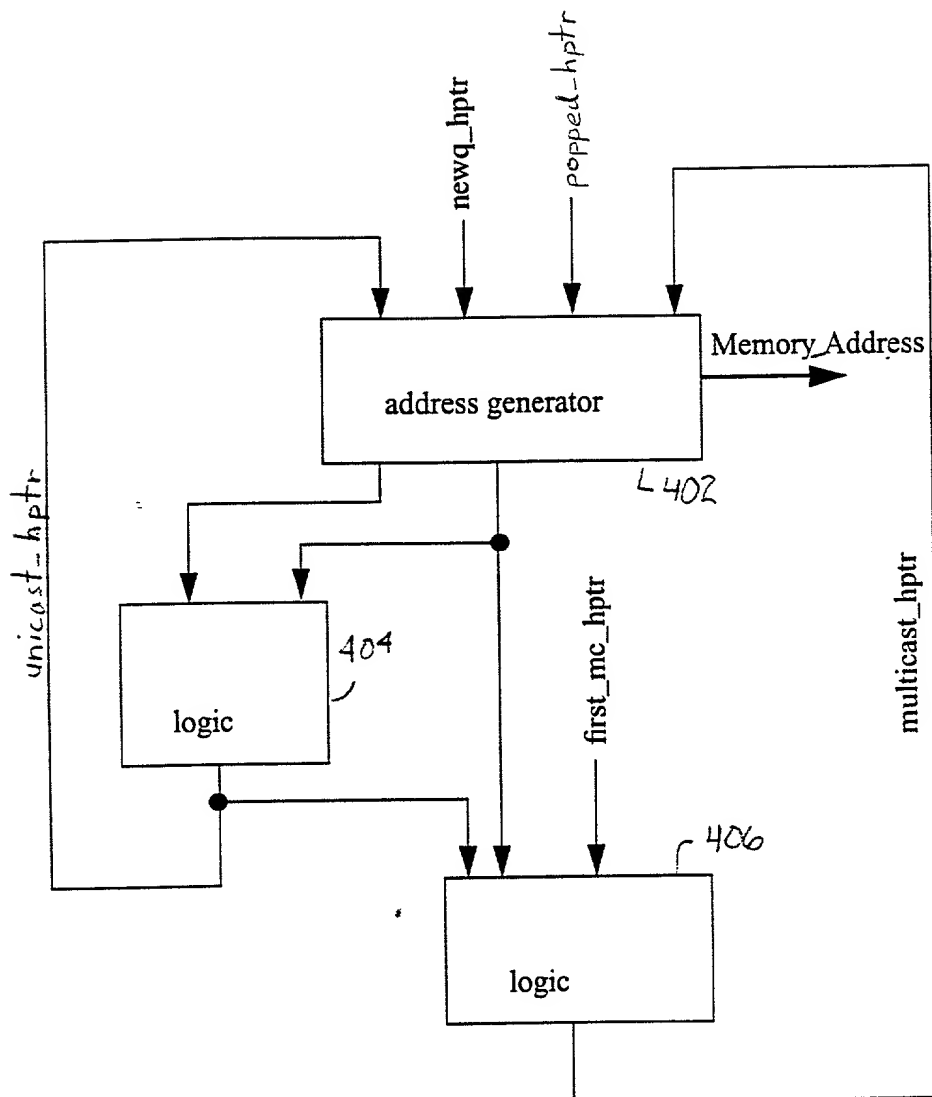 newq_hptr
popped_hptr
Memory_Address
address generator
402
unicast_hptr
404
logic
first_mc_hptr
multicast_hptr
406
logic